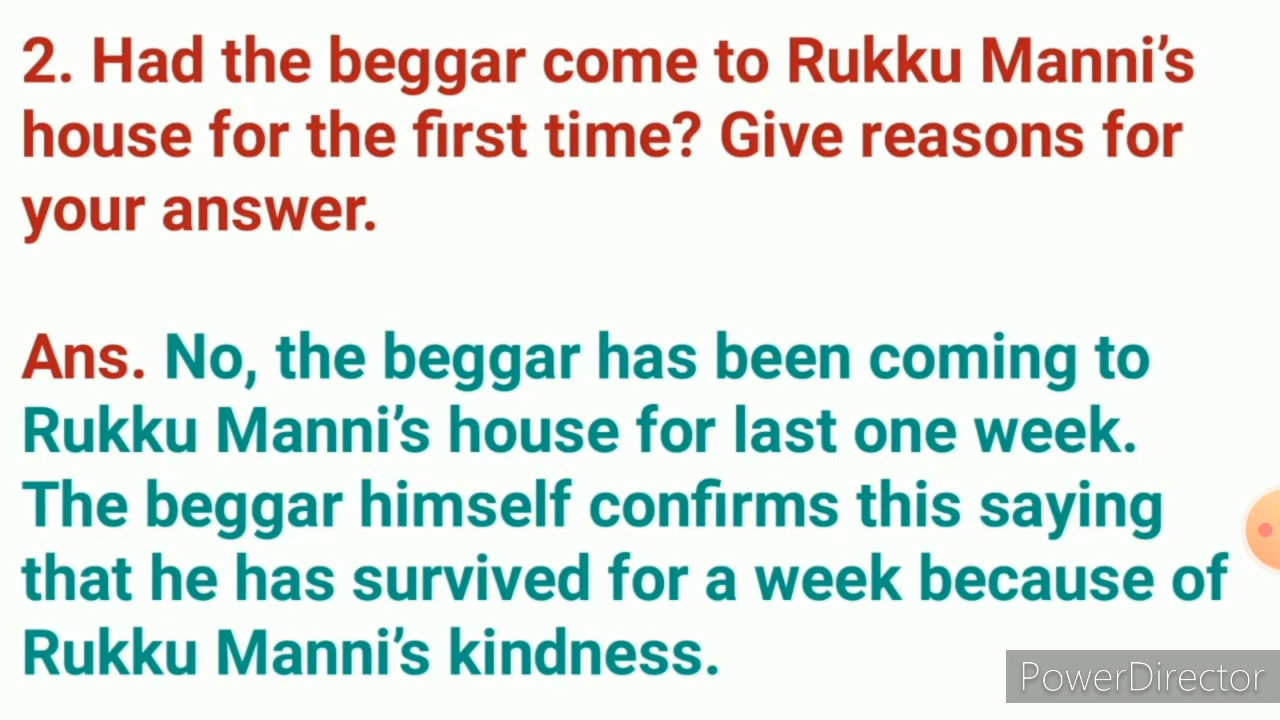 2. Had the beggar come to Rukku Manni’s
house for the first time? Give reasons for
your answer.
Ans. No, the beggar has been coming to
Rukku Manni’s house for last one week.
The beggar himself confirms this saying
that he has survived for a week because of
Rukku Manni’s kindness.
PowerDirector